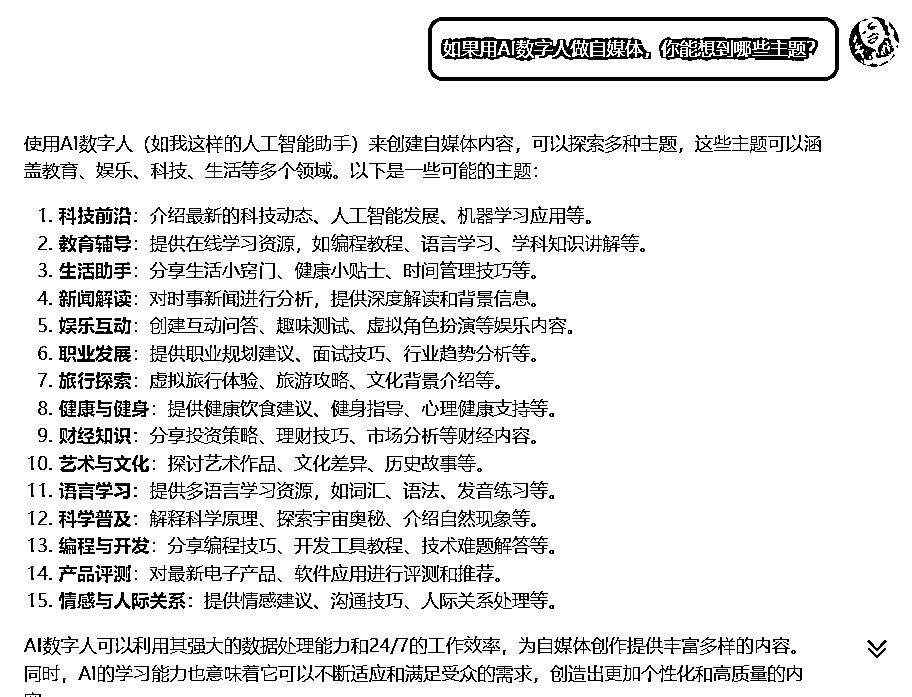 如果用AI数字人做自媒体，你能想到哪些主题？
使用AI数字人（如我这样的人工智能助手）来创建自媒体内容，可以探索多种主题，这些主题可以涵
盖教育、娱乐、科技、生活等多个领域。以下是一些可能的主题：
1. 科技前沿：介绍最新的科技动态、人工智能发展、机器学习应用等。
2. 教育辅导：提供在线学习资源，如编程教程、语言学习、学科知识讲解等。
3. 生活助手：分享生活小窍门、健康小贴士、时间管理技巧等。
4. 新闻解读：对时事新闻进行分析，提供深度解读和背景信息。
5. 娱乐互动：创建互动问答、趣味测试、虚拟角色扮演等娱乐内容。
6. 职业发展：提供职业规划建议、面试技巧、行业趋势分析等。
7. 旅行探索：虚拟旅行体验、旅游攻略、文化背景介绍等。
8. 健康与健身：提供健康饮食建议、健身指导、心理健康支持等。
9. 财经知识：分享投资策略、理财技巧、市场分析等财经内容。
10. 艺术与文化：探讨艺术作品、文化差异、历史故事等。
11. 语言学习：提供多语言学习资源，如词汇、语法、发音练习等。
12. 科学普及：解释科学原理、探索宇宙奥秘、介绍自然现象等。
13. 编程与开发：分享编程技巧、开发工具教程、技术难题解答等。
14. 产品评测：对最新电子产品、软件应用进行评测和推荐。
15. 情感与人际关系：提供情感建议、沟通技巧、人际关系处理等。
AI数字人可以利用其强大的数据处理能力和24/7的工作效率，为自媒体创作提供丰富多样的内容。
同时，AI的学习能力也意味着它可以不断适应和满足受众的需求，创造出更加个性化和高质量的内